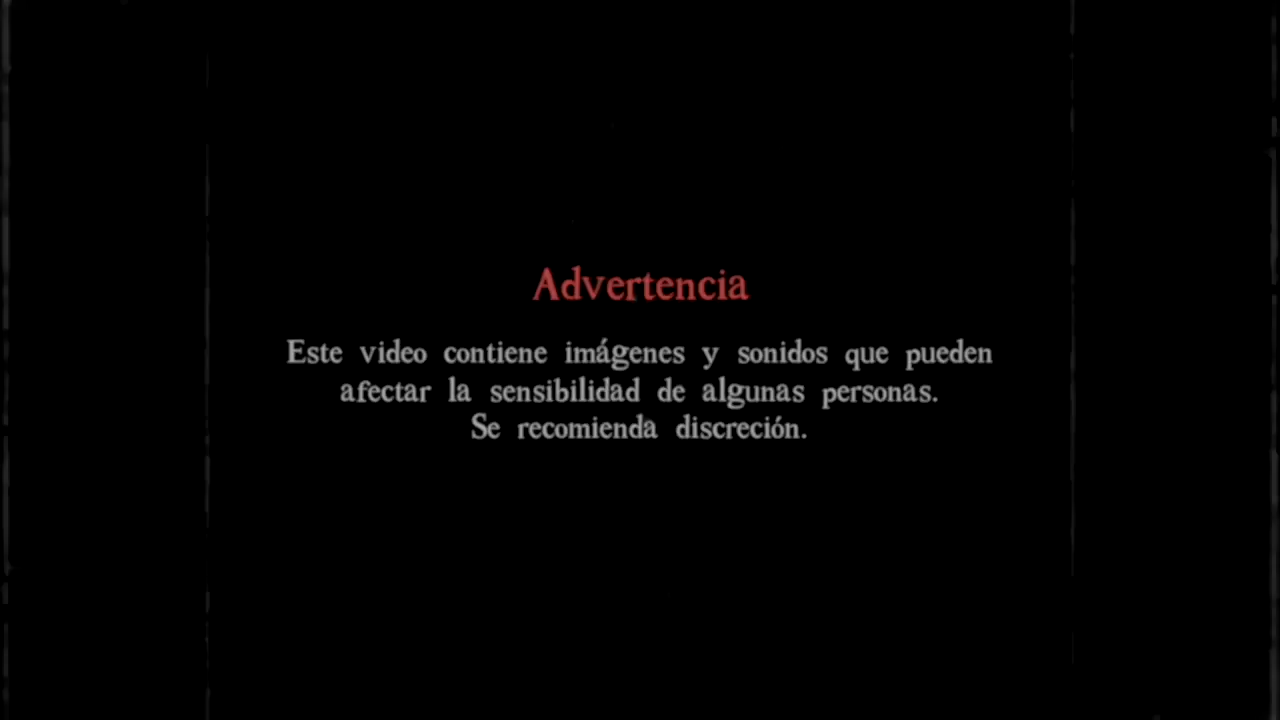 Advertencia
Este video contiene imágenes y sonidos que pueden
afectar la sensibilidad de algunas personas.
Se recomienda discreción.